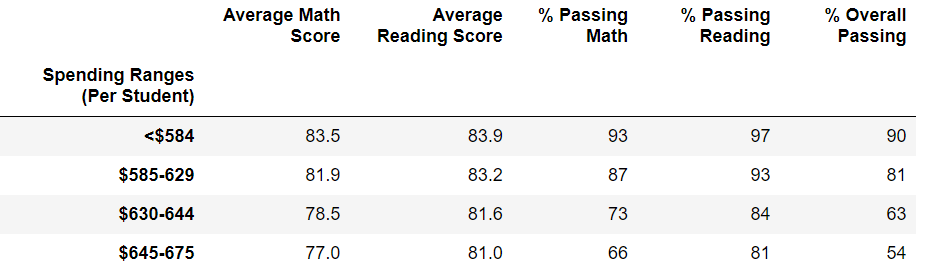 Average Math Score Average Reading Score % Passing Math % Passing Reading % Overall Passing
Spending Ranges (Per Student)
<$584 83.5 83.9 93 97 90
$585-629 81.9 83.2 87 93 81
$630-644 78.5 81.6 73 84 63
$645-675 77.0 81.0 66 81 54